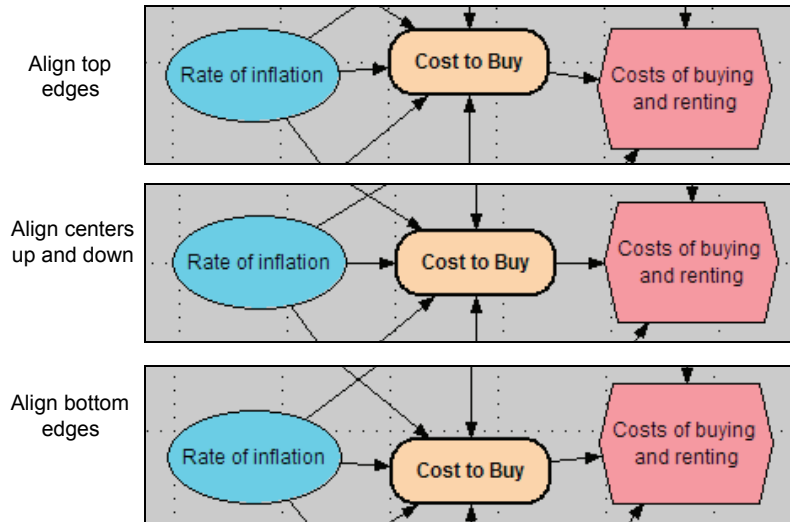 Align top
edges
Rate of inflation
Cost to Buy
Costs of buying
and renting
Align centers
up and down
Rate of inflation
Cost to Buy
Costs of buying
and renting
Align bottom
edges
Rate of inflation
Cost to Buy
Costs of buying
and renting